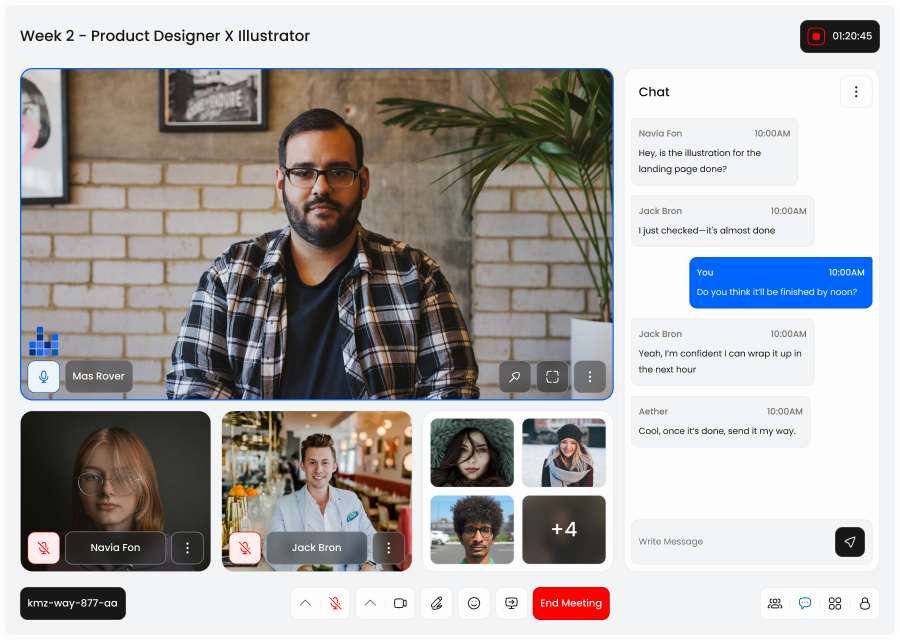 Week 2 - Product Designer X Illustrator
01:20:45
Mas Rover
Navia Fon
Jack Bron
+4
Chat
Navia Fon 10:00AM
Hey, is the illustration for the
landing page done?
Jack Bron 10:00AM
I just checked—it's almost done
You 10:00AM
Do you think it'll be finished by noon?
Jack Bron 10:00AM
Yeah, I'm confident I can wrap it up in
the next hour
Aether 10:00AM
Cool, once it's done, send it my way.
Write Message
kmz-way-877-aa
End Meeting